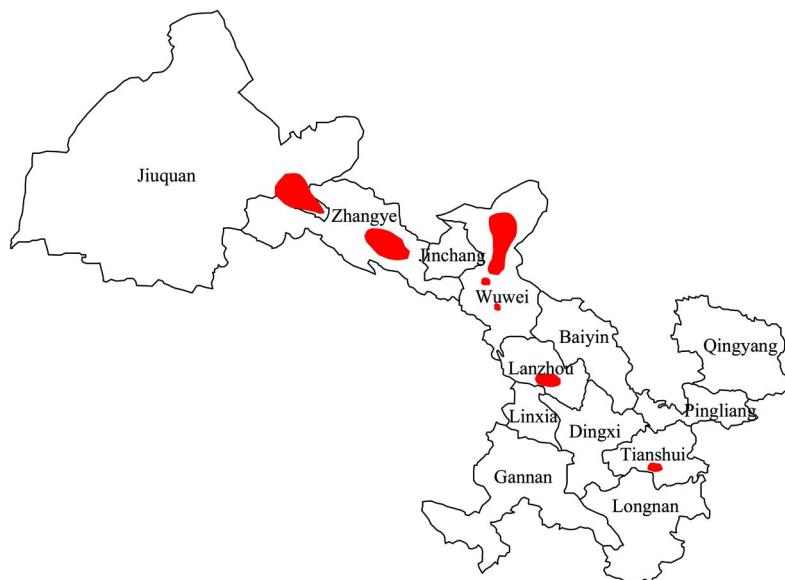 Jiuquan
Zhangye
Jinchang
Wuwei
Baiyin
Qingyang
Lanzhou
Pingliang
Linxia
Dingxi
Tianshui
Gannan
Longnan